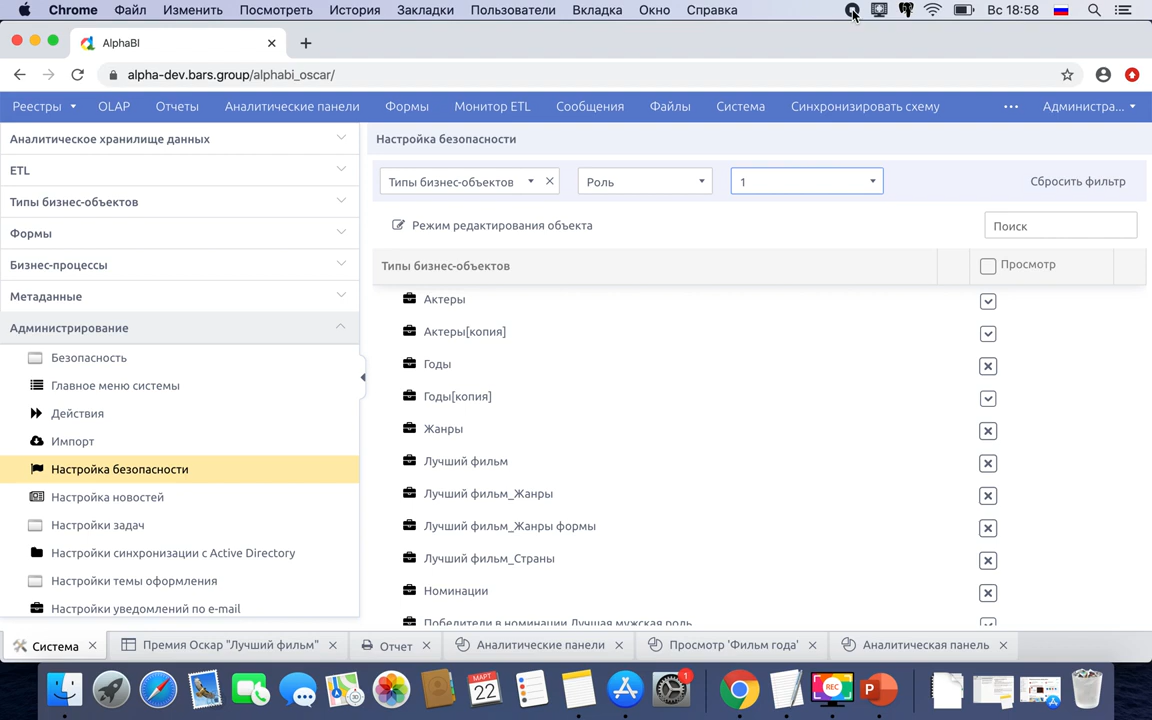 Chrome Файл Изменить Посмотреть История Закладки Пользователи Вкладка Окно Справка Вс 18:58
AlphaBI
alpha-dev.bars.group/alphabi_oscar/
Реестры OLAP Отчеты Аналитические панели Формы Монитор ETL Сообщения Файлы Система Синхронизировать схему ... Администра...
Аналитическое хранилище данных
ETL
Типы бизнес-объектов
Формы
Бизнес-процессы
Метаданные
Администрирование
Безопасность
Главное меню системы
Действия
Импорт
Настройка безопасности
Настройка новостей
Настройки задач
Настройки синхронизации с Active Directory
Настройки темы оформления
Настройки уведомлений по e-mail
Настройка безопасности
Типы бизнес-объектов Роль 1 Сбросить фильтр
Режим редактирования объекта Поиск
Типы бизнес-объектов Просмотр
Актеры
Актеры[копия]
Годы
Годы[копия]
Жанры
Лучший фильм
Лучший фильм_Жанры
Лучший фильм_Жанры формы
Лучший фильм_Страны
Номинации
Победители в номинации Лучшая мужская роль
Система Премия Оскар "Лучший фильм" Отчет Аналитические панели Просмотр 'Фильм года' Аналитическая панель
МАРТ
22
1
REC